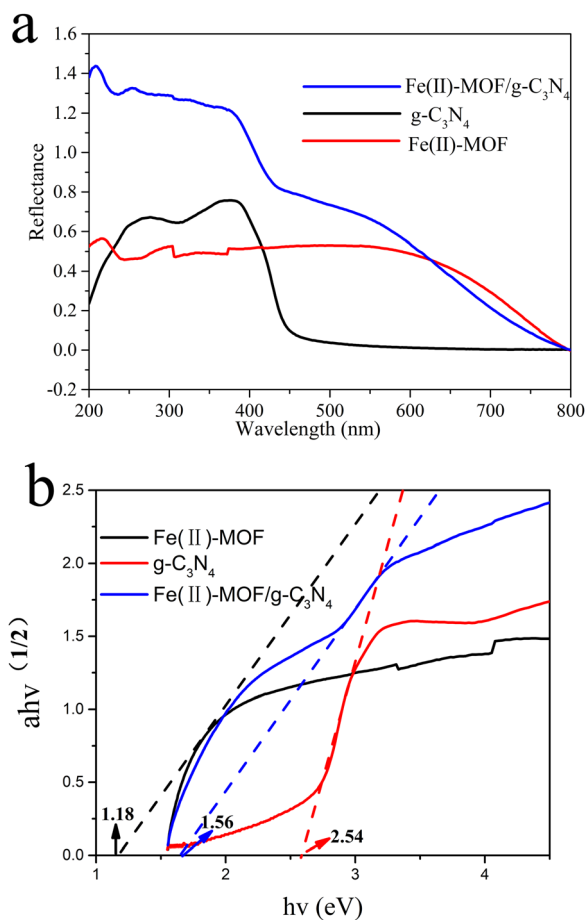 a
1.6
1.4
1.2
1.0
0.8
0.6
0.4
0.2
0.0
-0.2
Reflectance
Fe(II)-MOF/g-C₃N₄
g-C₃N₄
Fe(II)-MOF
200 300 400 500 600 700 800
Wavelength (nm)
b
2.5
2.0
1.5
1.0
0.5
0.0
ahv (1/2)
Fe(Ⅱ)-MOF
g-C₃N₄
Fe(Ⅱ)-MOF/g-C₃N₄
1.18
1.56
2.54
1 2 3 4
hv (eV)